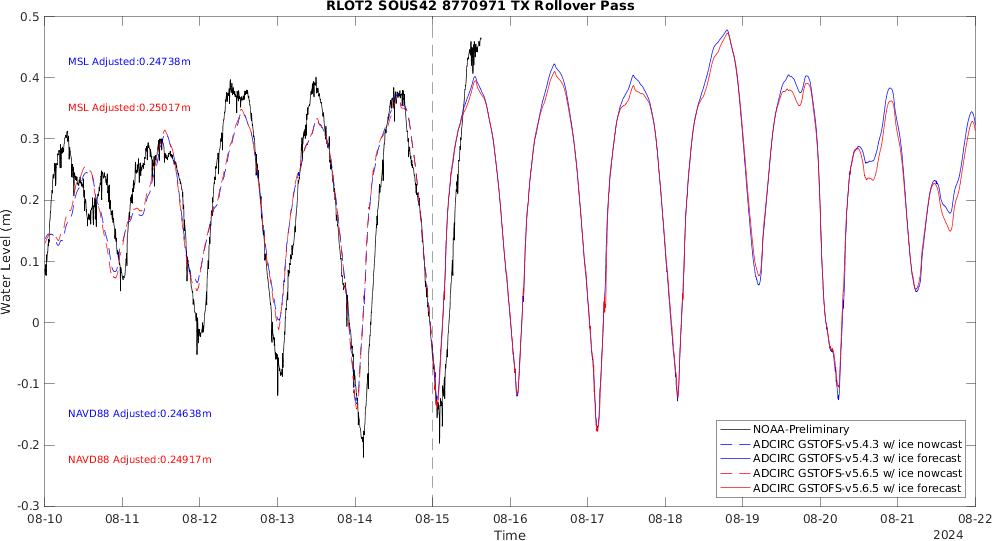 RLOT2 SOUS42 8770971 TX Rollover Pass
0.5
0.4
0.3
0.2
0.1
0
-0.1
-0.2
-0.3
Water Level (m)
MSL Adjusted:0.24738m
MSL Adjusted:0.25017m
NAVD88 Adjusted:0.24638m
NAVD88 Adjusted:0.24917m
NOAA-Preliminary
ADCIRC GSTOFS-v5.4.3 w/ ice nowcast
ADCIRC GSTOFS-v5.4.3 w/ ice forecast
ADCIRC GSTOFS-v5.6.5 w/ ice nowcast
ADCIRC GSTOFS-v5.6.5 w/ ice forecast
08-10 08-11 08-12 08-13 08-14 08-15 08-16 08-17 08-18 08-19 08-20 08-21 08-22
Time
2024